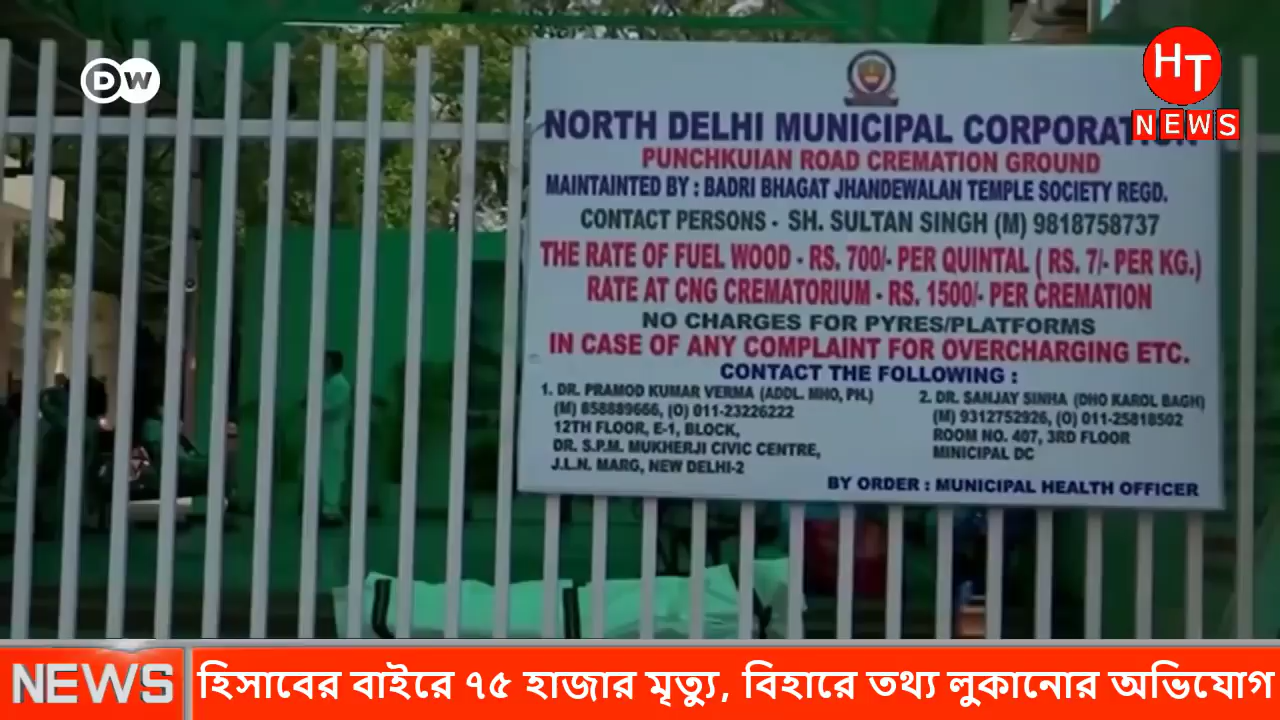 DW
HT
NEWS
NORTH DELHI MUNICIPAL CORPORAT
PUNCHKUIAN ROAD CREMATION GROUND
MAINTAINTED BY : BADRI BHAGAT JHANDEWALAN TEMPLE SOCIETY REGD.
CONTACT PERSONS - SH. SULTAN SINGH (M) 9818758737
THE RATE OF FUEL WOOD - RS. 700/- PER QUINTAL ( RS. 7/- PER KG.)
RATE AT CNG CREMATORIUM - RS. 1500/- PER CREMATION
NO CHARGES FOR PYRES/PLATFORMS
IN CASE OF ANY COMPLAINT FOR OVERCHARGING ETC.
CONTACT THE FOLLOWING :
1. DR. PRAMOD KUMAR VERMA (ADDL. MHO, PH.)
(M) 858889666, (O) 011-23226222
12TH FLOOR, E-1, BLOCK,
DR. S.P.M. MUKHERJI CIVIC CENTRE,
J.L.N. MARG, NEW DELHI-2
2. DR. SANJAY SINHA (DHO KAROL BAGH)
(M) 9312752926, (O) 011-25818502
ROOM NO. 407, 3RD FLOOR
MINICIPAL DC
BY ORDER : MUNICIPAL HEALTH OFFICER
NEWS
হিসাবের বাইরে ৭৫ হাজার মৃত্যু, বিহারে তথ্য লুকানোর অভিযোগ